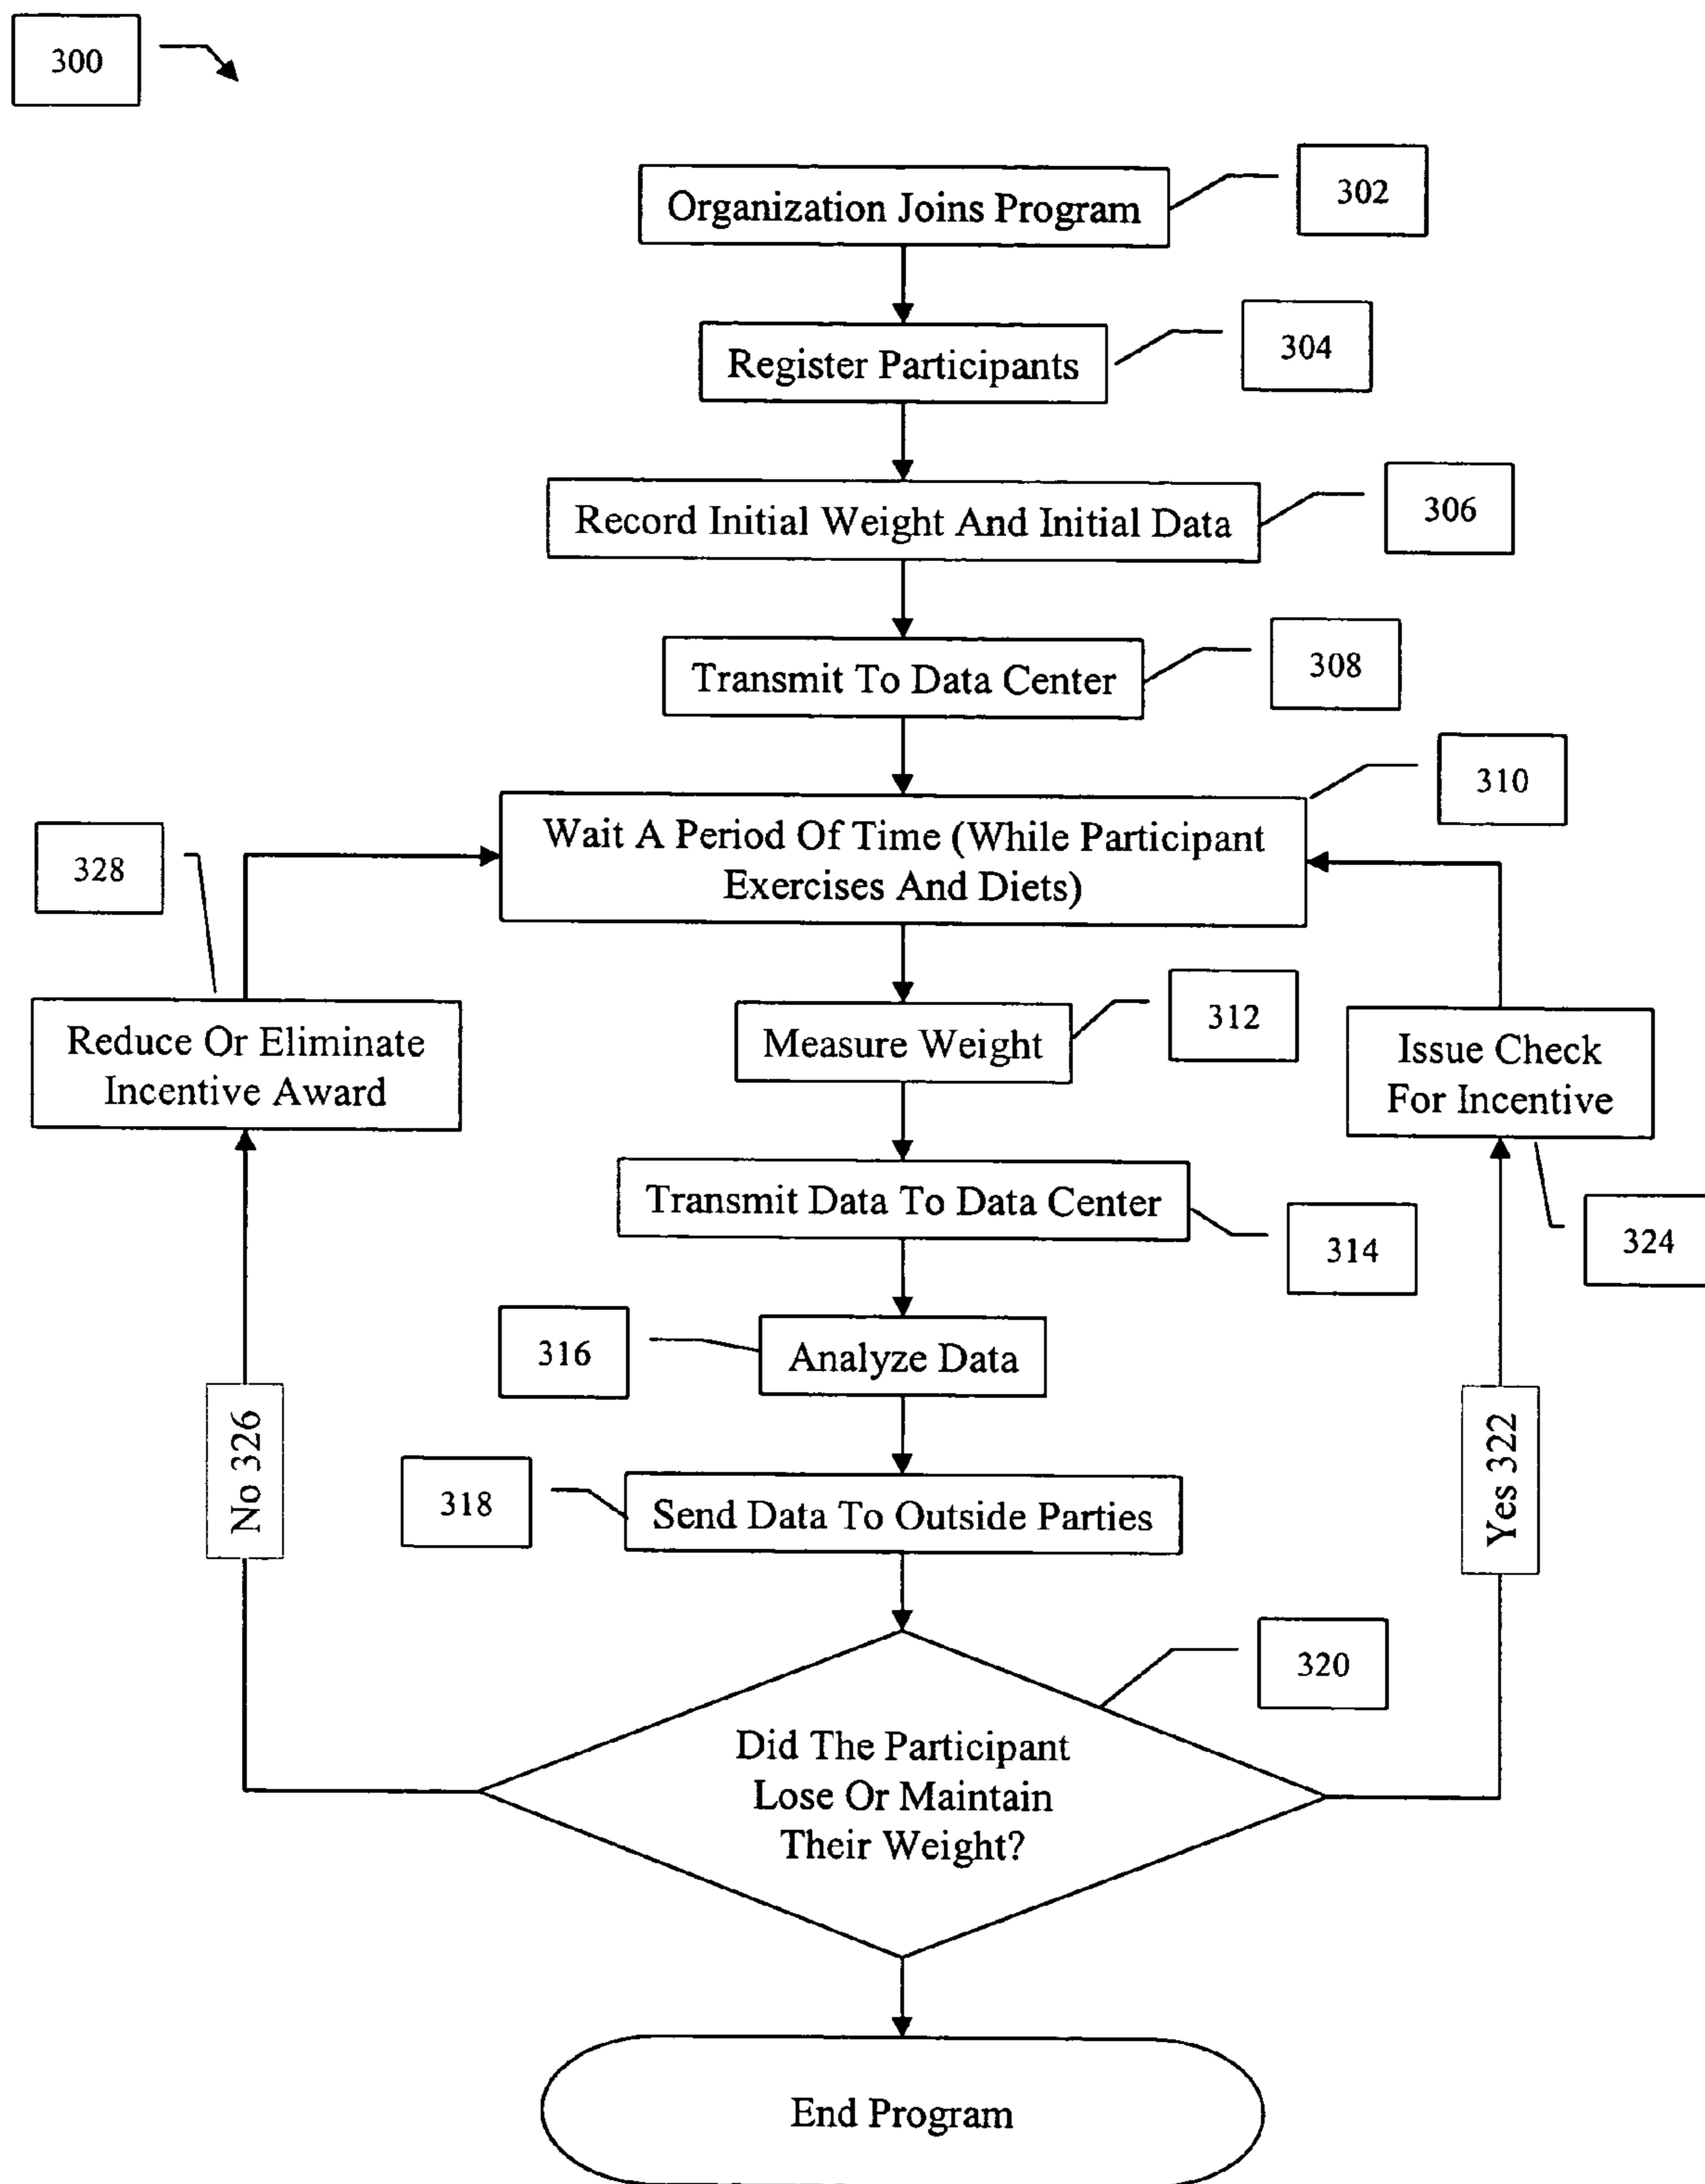 300
Organization Joins Program
302
Register Participants
304
Record Initial Weight And Initial Data
306
Transmit To Data Center
308
310
Wait A Period Of Time (While Participant
Exercises And Diets)
328
312
Reduce Or Eliminate
Incentive Award
Measure Weight
Issue Check
For Incentive
Transmit Data To Data Center
314
324
316
Analyze Data
No 326
Yes 322
318
Send Data To Outside Parties
320
Did The Participant
Lose Or Maintain
Their Weight?
End Program